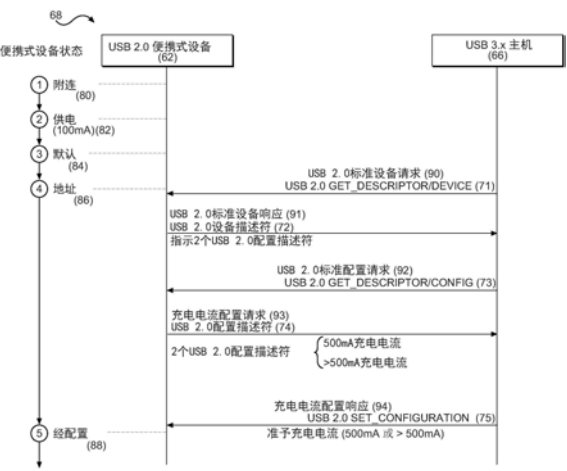 68
便携式设备状态
USB 2.0 便携式设备
(62)
USB 3.x 主机
(66)
1 附连
(80)
2 供电
(100mA)(82)
3 默认
(84)
4 地址
(86)
USB 2.0标准设备请求 (90)
USB 2.0 GET_DESCRIPTOR/DEVICE (71)
USB 2.0标准设备响应 (91)
USB 2.0设备描述符 (72)
指示2个USB 2.0配置描述符
USB 2.0标准配置请求 (92)
USB 2.0 GET_DESCRIPTOR/CONFIG (73)
充电电流配置请求 (93)
USB 2.0配置描述符 (74)
2个USB 2.0配置描述符
500mA充电电流
>500mA充电电流
充电电流配置响应 (94)
USB 2.0 SET_CONFIGURATION (75)
准予充电电流 (500mA 或 > 500mA)
5 经配置
(88)